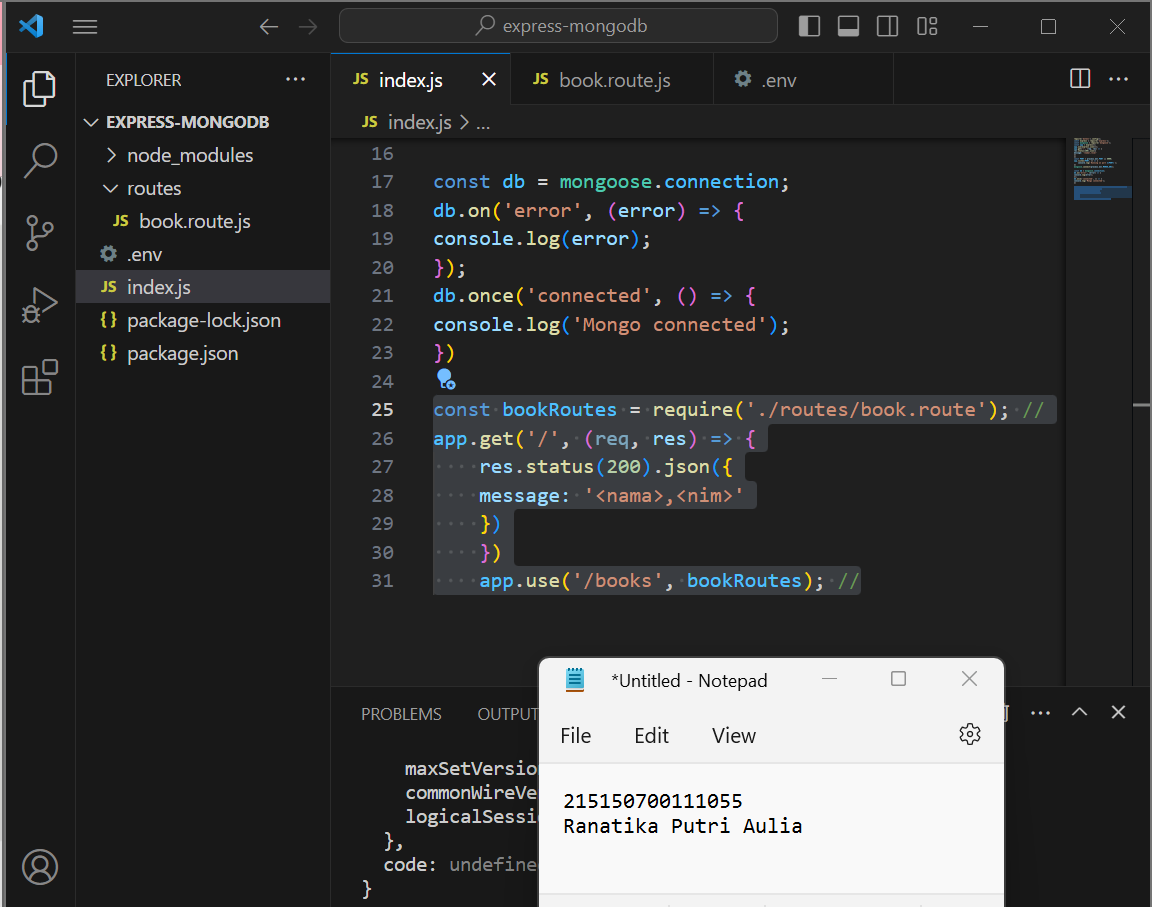 express-mongodb
EXPLORER
EXPRESS-MONGODB
node_modules
routes
JS book.route.js
.env
JS index.js
{} package-lock.json
{} package.json
JS index.js
JS book.route.js
.env
JS index.js > ...
16
17 const db = mongoose.connection;
18 db.on('error', (error) => {
19 console.log(error);
20 });
21 db.once('connected', () => {
22 console.log('Mongo connected');
23 })
24
25 const bookRoutes = require('./routes/book.route'); //
26 app.get('/', (req, res) => {
27 res.status(200).json({
28 message: '<nama>,<nim>'
29 })
30 })
31 app.use('/books', bookRoutes); //
PROBLEMS OUTPUT
maxSetVersio
commonWireVe
logicalSessi
},
code: undefine
}
*Untitled - Notepad
File Edit View
215150700111055
Ranatika Putri Aulia